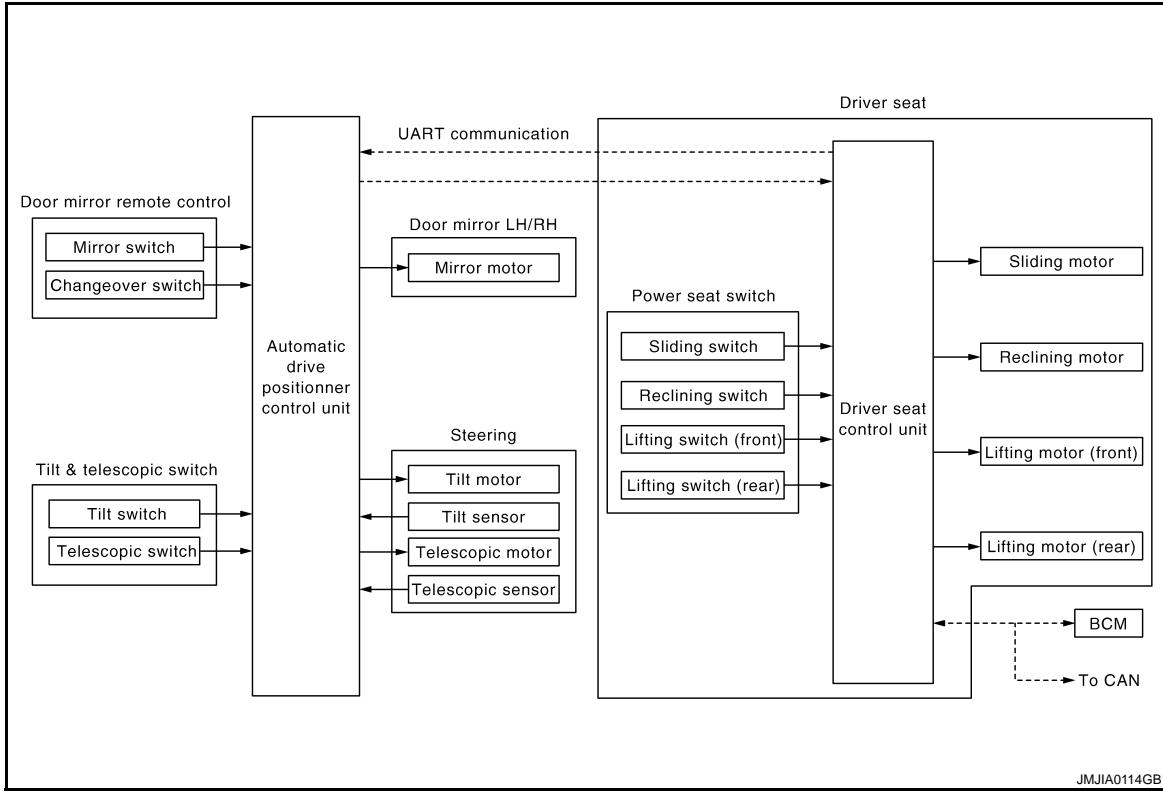 Driver seat
UART communication
Door mirror remote control
Mirror switch
Changeover switch
Door mirror LH/RH
Mirror motor
Automatic
drive
positionner
control unit
Tilt & telescopic switch
Tilt switch
Telescopic switch
Steering
Tilt motor
Tilt sensor
Telescopic motor
Telescopic sensor
Power seat switch
Sliding switch
Reclining switch
Lifting switch (front)
Lifting switch (rear)
Driver seat
control unit
Sliding motor
Reclining motor
Lifting motor (front)
Lifting motor (rear)
BCM
To CAN
JMJIA0114GB